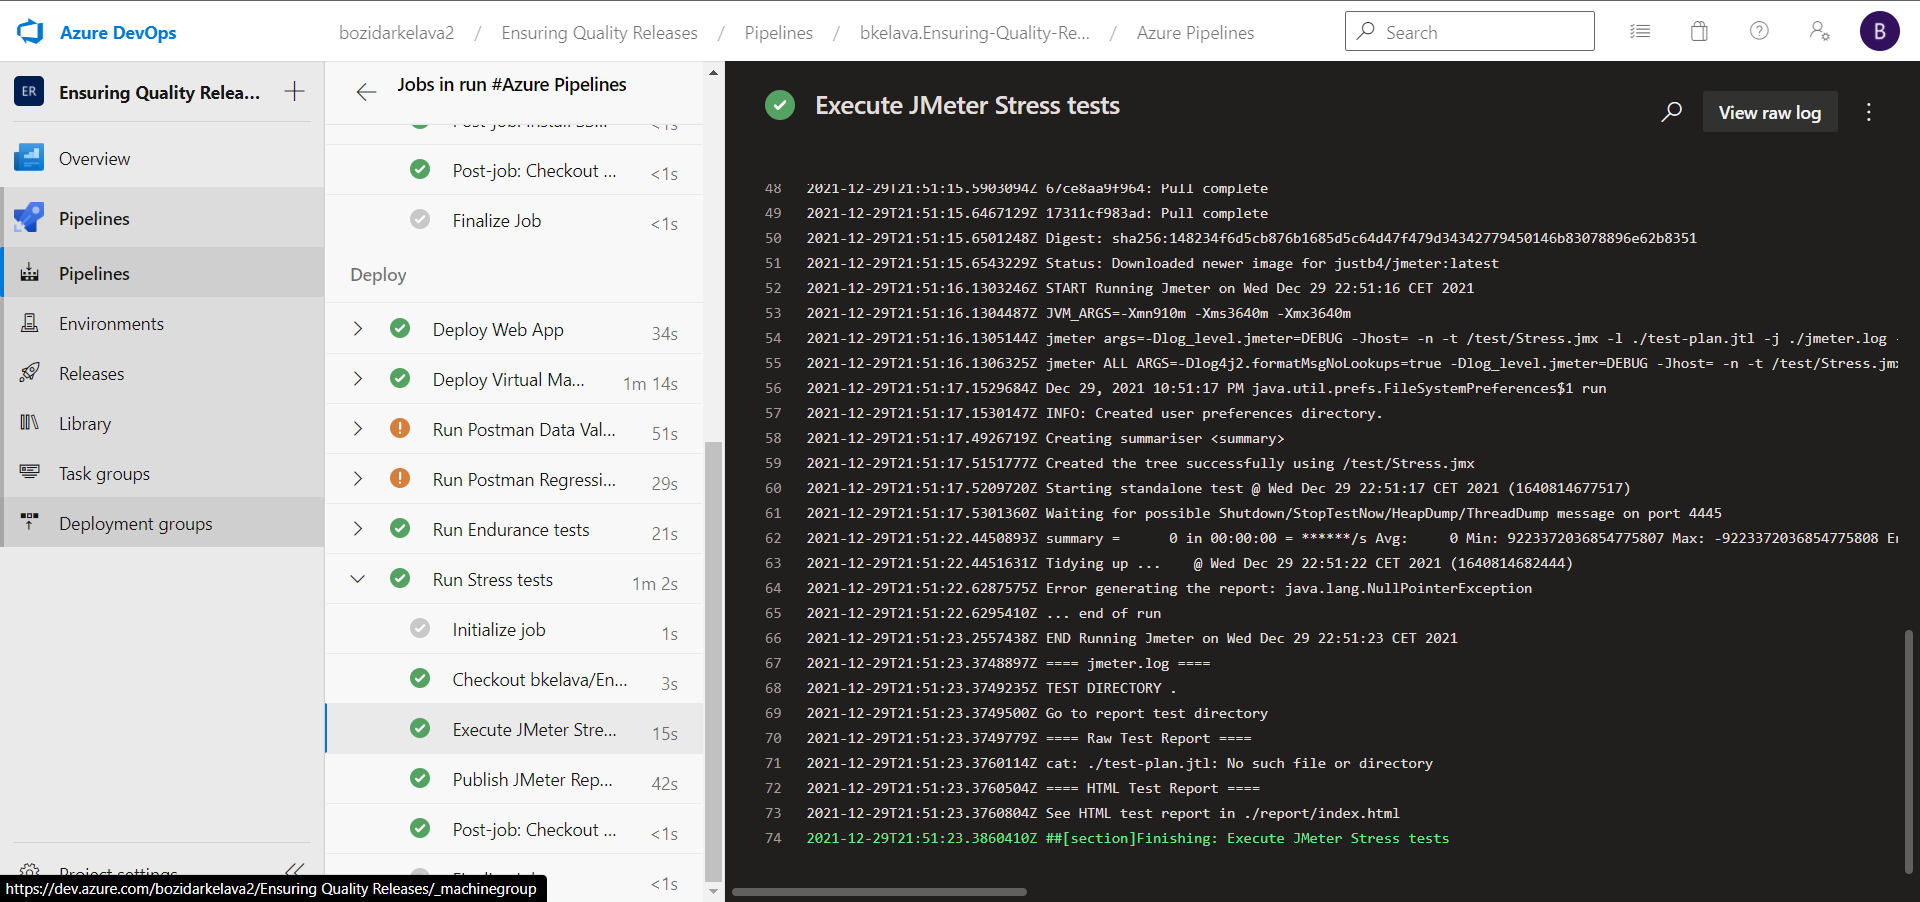 Azure DevOps
bozidarkelava2 / Ensuring Quality Releases / Pipelines / bkelava.Ensuring-Quality-Re... / Azure Pipelines
Search
B
ER Ensuring Quality Relea...
Overview
Pipelines
Pipelines
Environments
Releases
Library
Task groups
Deployment groups
Project settings
https://dev.azure.com/bozidarkelava2/Ensuring Quality Releases/_machinegroup
Jobs in run #Azure Pipelines
<1s
Post-job: Checkout ... <1s
Finalize Job <1s
Deploy
Deploy Web App 34s
Deploy Virtual Ma... 1m 14s
Run Postman Data Val... 51s
Run Postman Regressi... 29s
Run Endurance tests 21s
Run Stress tests 1m 2s
Initialize job 1s
Checkout bkelava/En... 3s
Execute JMeter Stre... 15s
Publish JMeter Rep... 42s
Post-job: Checkout ... <1s
<1s
Execute JMeter Stress tests
View raw log
48 2021-12-29T21:51:15.5903094Z 67ce8aa9f964: Pull complete
49 2021-12-29T21:51:15.6467129Z 17311cf983ad: Pull complete
50 2021-12-29T21:51:15.6501248Z Digest: sha256:148234f6d5cb876b1685d5c64d47f479d34342779450146b83078896e62b8351
51 2021-12-29T21:51:15.6543229Z Status: Downloaded newer image for justb4/jmeter:latest
52 2021-12-29T21:51:16.1303246Z START Running Jmeter on Wed Dec 29 22:51:16 CET 2021
53 2021-12-29T21:51:16.1304487Z JVM_ARGS=-Xmn910m -Xms3640m -Xmx3640m
54 2021-12-29T21:51:16.1305144Z jmeter args=-Dlog_level.jmeter=DEBUG -Jhost= -n -t /test/Stress.jmx -l ./test-plan.jtl -j ./jmeter.log -
55 2021-12-29T21:51:16.1306325Z jmeter ALL ARGS=-Dlog4j2.formatMsgNoLookups=true -Dlog_level.jmeter=DEBUG -Jhost= -n -t /test/Stress.jmx
56 2021-12-29T21:51:17.1529684Z Dec 29, 2021 10:51:17 PM java.util.prefs.FileSystemPreferences$1 run
57 2021-12-29T21:51:17.1530147Z INFO: Created user preferences directory.
58 2021-12-29T21:51:17.4926719Z Creating summariser <summary>
59 2021-12-29T21:51:17.5151777Z Created the tree successfully using /test/Stress.jmx
60 2021-12-29T21:51:17.5209720Z Starting standalone test @ Wed Dec 29 22:51:17 CET 2021 (1640814677517)
61 2021-12-29T21:51:17.5301360Z Waiting for possible Shutdown/StopTestNow/HeapDump/ThreadDump message on port 4445
62 2021-12-29T21:51:22.4450893Z summary = 0 in 00:00:00 = ******/s Avg: 0 Min: 9223372036854775807 Max: -9223372036854775808
63 2021-12-29T21:51:22.4451631Z Tidying up ... @ Wed Dec 29 22:51:22 CET 2021 (1640814682444)
64 2021-12-29T21:51:22.6287575Z Error generating the report: java.lang.NullPointerException
65 2021-12-29T21:51:22.6295410Z ... end of run
66 2021-12-29T21:51:23.2557438Z END Running Jmeter on Wed Dec 29 22:51:23 CET 2021
67 2021-12-29T21:51:23.3748897Z ==== jmeter.log ====
68 2021-12-29T21:51:23.3749235Z TEST DIRECTORY .
69 2021-12-29T21:51:23.3749500Z Go to report test directory
70 2021-12-29T21:51:23.3749779Z ==== Raw Test Report ====
71 2021-12-29T21:51:23.3760114Z cat: ./test-plan.jtl: No such file or directory
72 2021-12-29T21:51:23.3760504Z ==== HTML Test Report ====
73 2021-12-29T21:51:23.3760804Z See HTML test report in ./report/index.html
74 2021-12-29T21:51:23.3860410Z ##[section]Finishing: Execute JMeter Stress tests